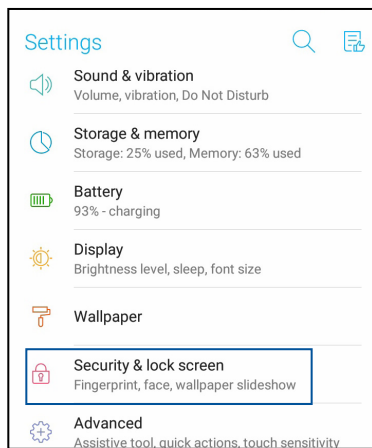 Settings
Sound & vibration
Volume, vibration, Do Not Disturb
Storage & memory
Storage: 25% used, Memory: 63% used
Battery
93% - charging
Display
Brightness level, sleep, font size
Wallpaper
Security & lock screen
Fingerprint, face, wallpaper slideshow
Advanced
Assistive tool, quick actions, touch sensitivity